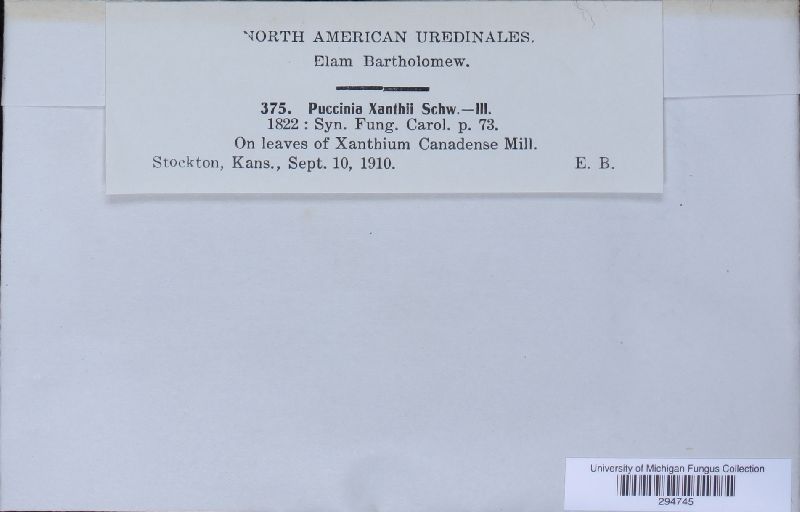 NORTH AMERICAN UREDINALES.
Elam Bartholomew.
375. Puccinia Xanthii Schw.—III.
1822 : Syn. Fung. Carol. p. 73.
On leaves of Xanthium Canadense Mill.
Stockton, Kans., Sept. 10, 1910. E. B.
University of Michigan Fungus Collection
294745